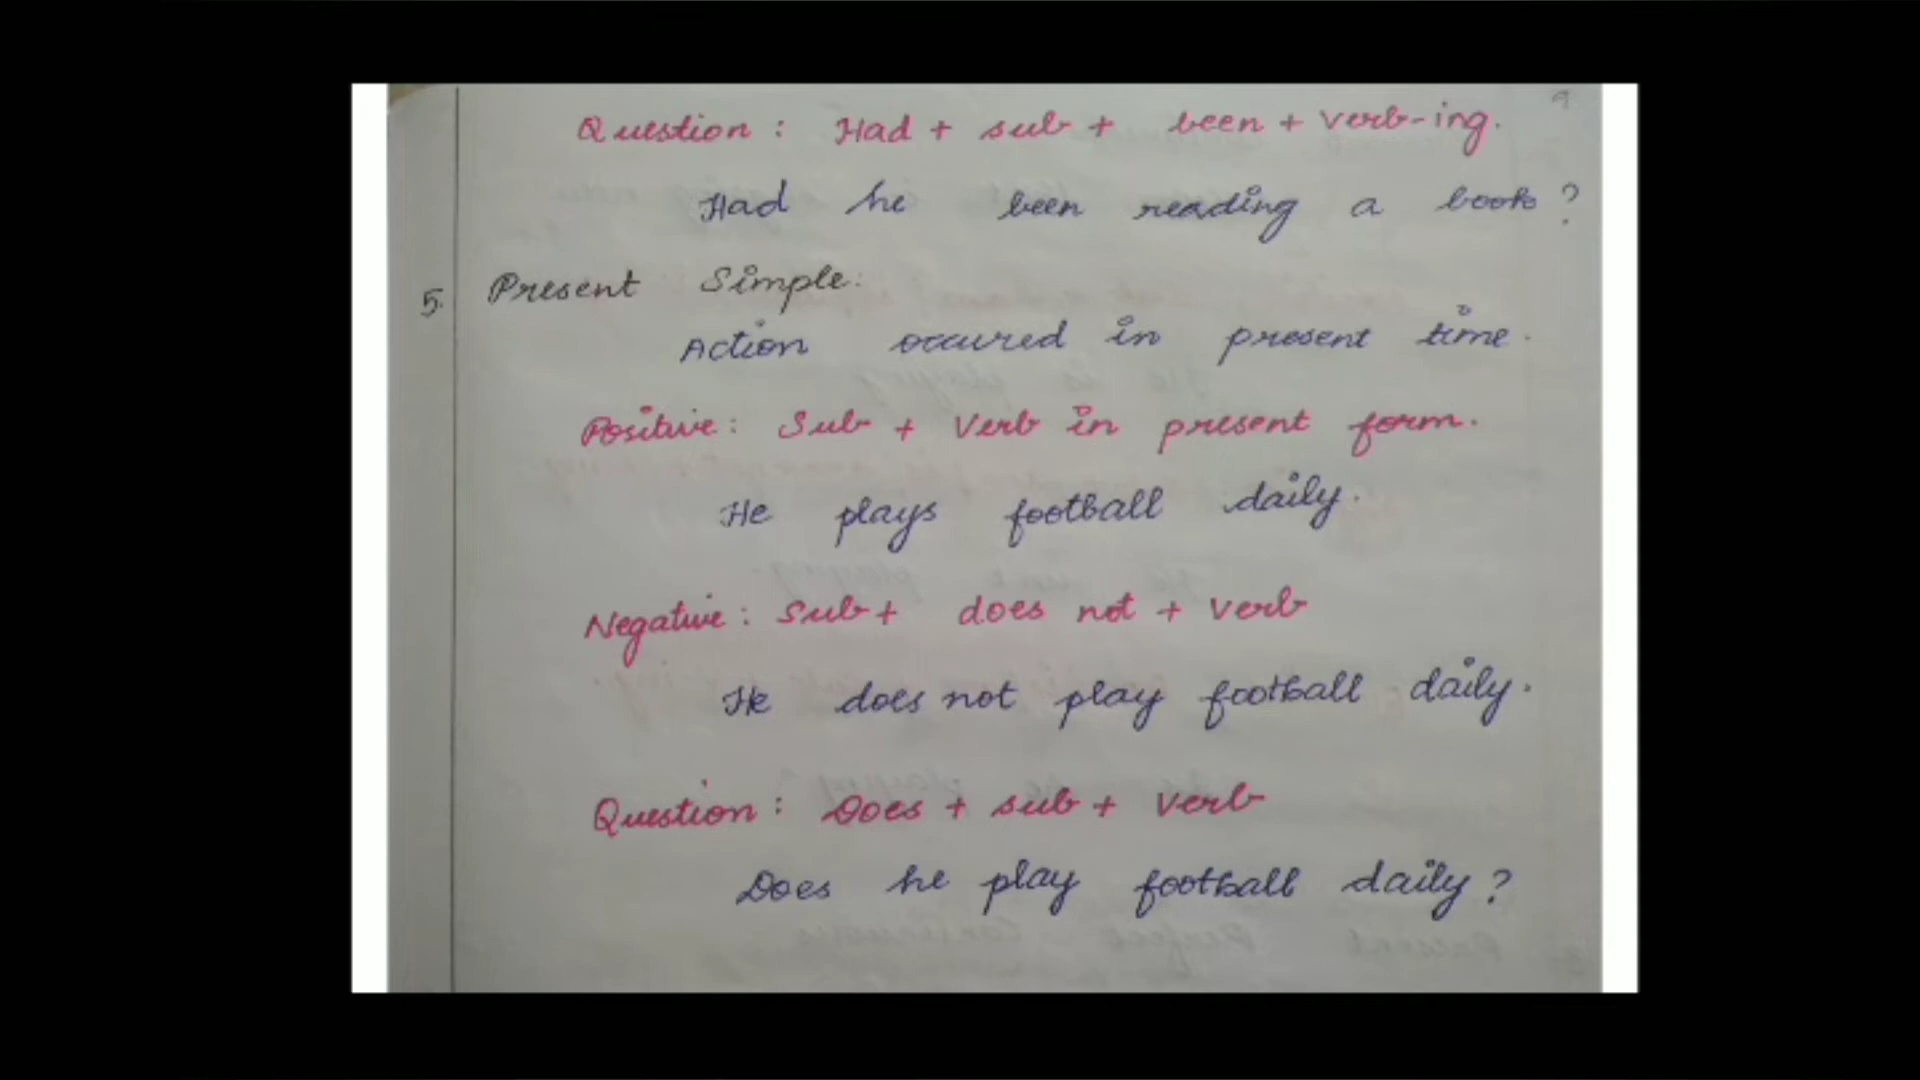 Question : Had + sub + been + verb-ing.
Had he been reading a book ?
5. Present Simple:
Action occured in present time.
Positive : Sub + Verb in present form.
He plays football daily.
Negative : Sub + does not + verb
He does not play football daily.
Question : Does + sub + verb
Does he play football daily ?